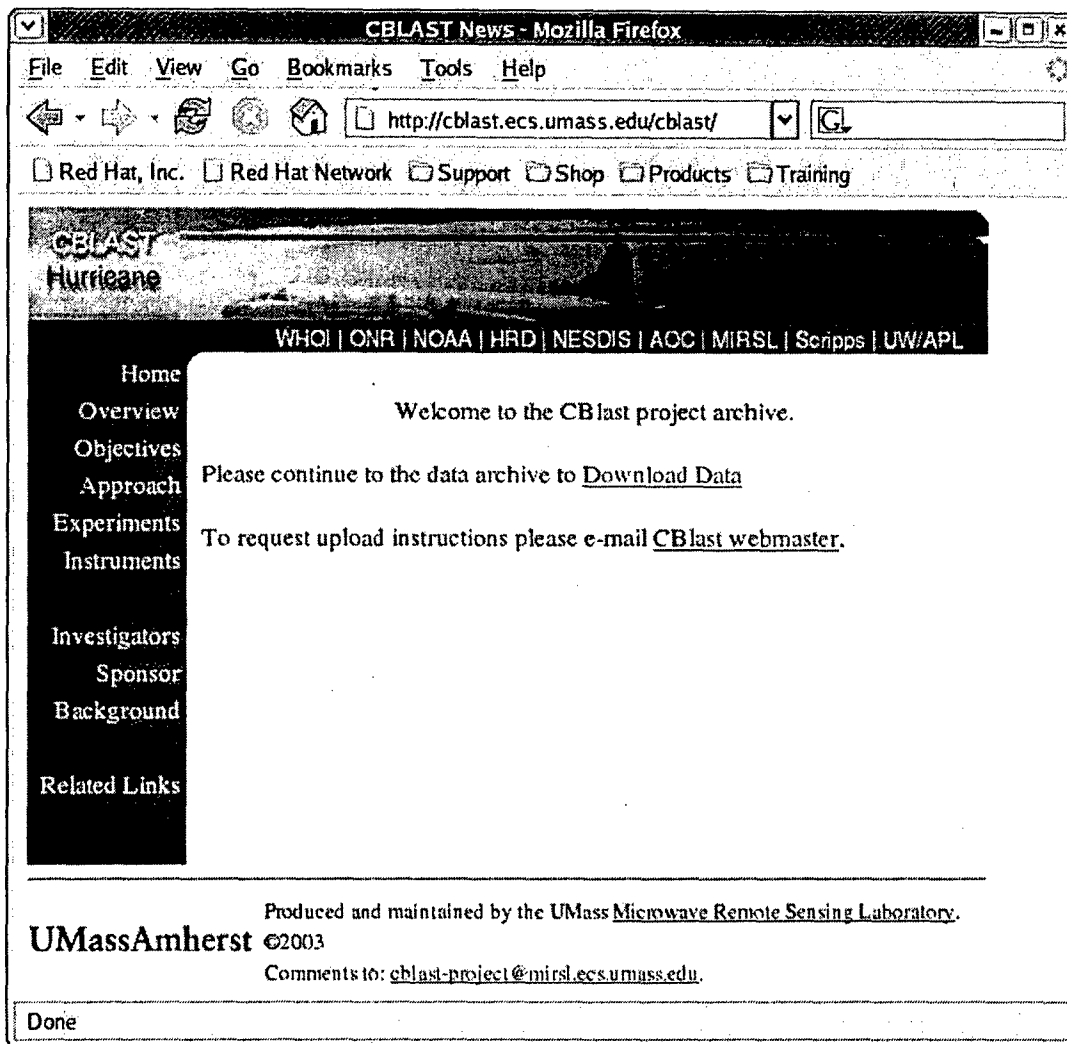 CBLAST News - Mozilla Firefox
File Edit View Go Bookmarks Tools Help
http://cblast.ecs.umass.edu/cblast/ G
Red Hat, Inc. Red Hat Network Support Shop Products Training
CBLAST
Hurricane
WHOI | ONR | NOAA | HRD | NESDIS | AOC | MIRSL | Scripps | UW/APL
Home
Overview
Objectives
Approach
Experiments
Instruments
Investigators
Sponsor
Background
Related Links
Welcome to the CBlast project archive.
Please continue to the data archive to Download Data
To request upload instructions please e-mail CBlast webmaster.
UMassAmherst
Produced and maintained by the UMass Microwave Remote Sensing Laboratory.
©2003
Comments to: cblast-project@mirsl.ecs.umass.edu.
Done